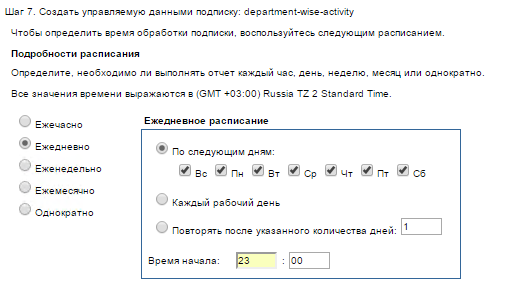 Шаг 7. Создать управляемую данными подписку: department-wise-activity
Чтобы определить время обработки подписки, воспользуйтесь следующим расписанием.
Подробности расписания
Определите, необходимо ли выполнять отчет каждый час, день, неделю, месяц или однократно.
Все значения времени выражаются в (GMT +03:00) Russia TZ 2 Standard Time.
Ежечасно
Ежедневно
Еженедельно
Ежемесячно
Однократно
Ежедневное расписание
По следующим дням:
Вс Пн Вт Ср Чт Пт Сб
Каждый рабочий день
Повторять после указанного количества дней: 1
Время начала: 23 : 00